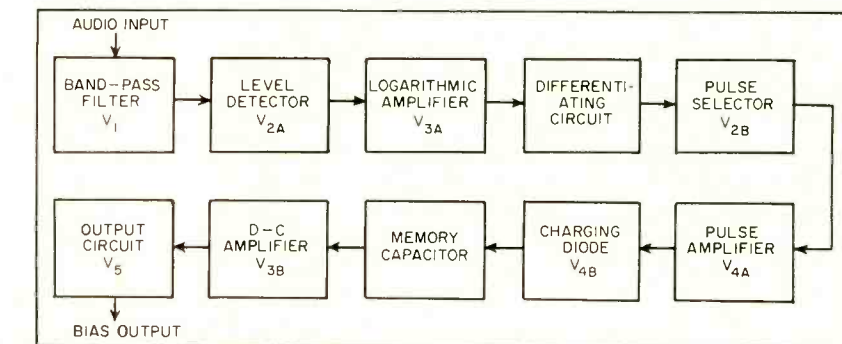 AUDIO INPUT
BAND-PASS
FILTER
V1
LEVEL
DETECTOR
V2A
LOGARITHMIC
AMPLIFIER
V3A
DIFFERENTI-
ATING
CIRCUIT
PULSE
SELECTOR
V2B
OUTPUT
CIRCUIT
V5
D-C
AMPLIFIER
V3B
MEMORY
CAPACITOR
CHARGING
DIODE
V4B
PULSE
AMPLIFIER
V4A
BIAS OUTPUT